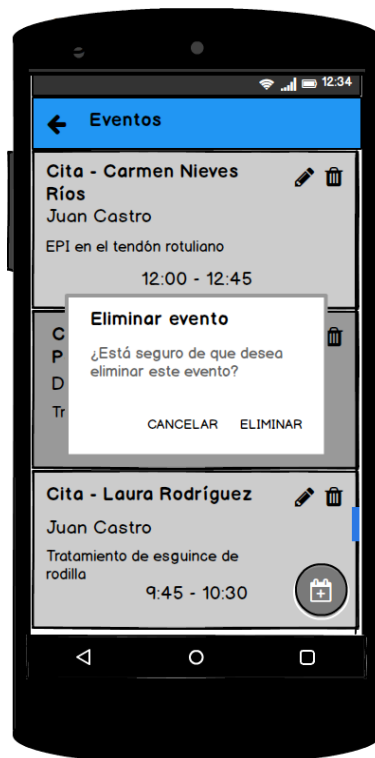 12:34
Eventos
Cita - Carmen Nieves
Ríos
Juan Castro
EPI en el tendón rotuliano
12:00 - 12:45
Eliminar evento
¿Está seguro de que desea
eliminar este evento?
CANCELAR ELIMINAR
C
P
D
Tr
Cita - Laura Rodríguez
Juan Castro
Tratamiento de esguince de
rodilla
9:45 - 10:30